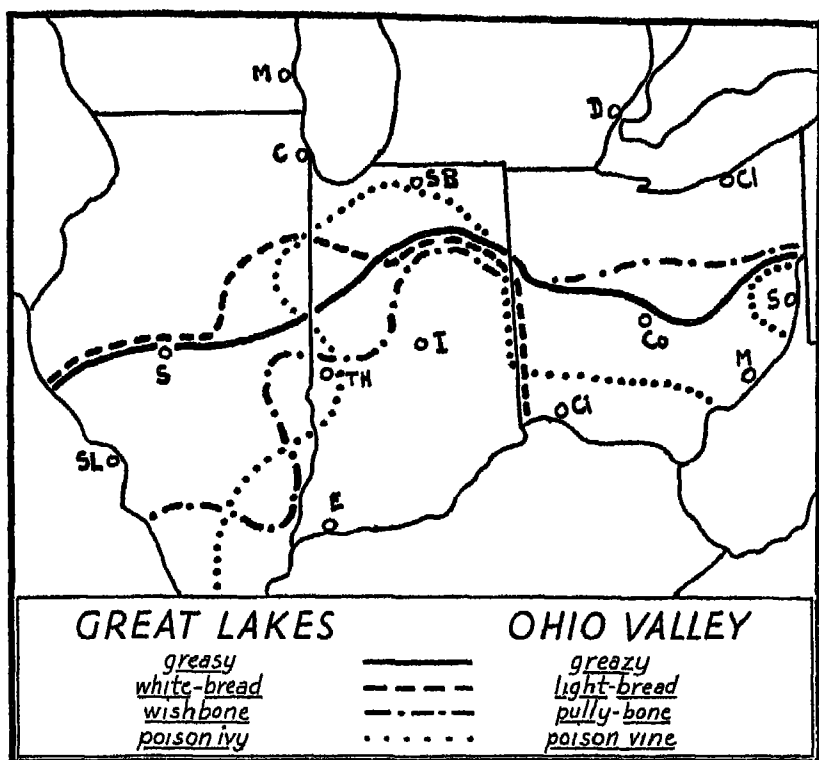 M
D
C
SB
Cl
S
Co
S
I
TH
M
Ci
SL
E
GREAT LAKES OHIO VALLEY
greasy greazy
white-bread light-bread
wishbone pully-bone
poison ivy poison vine